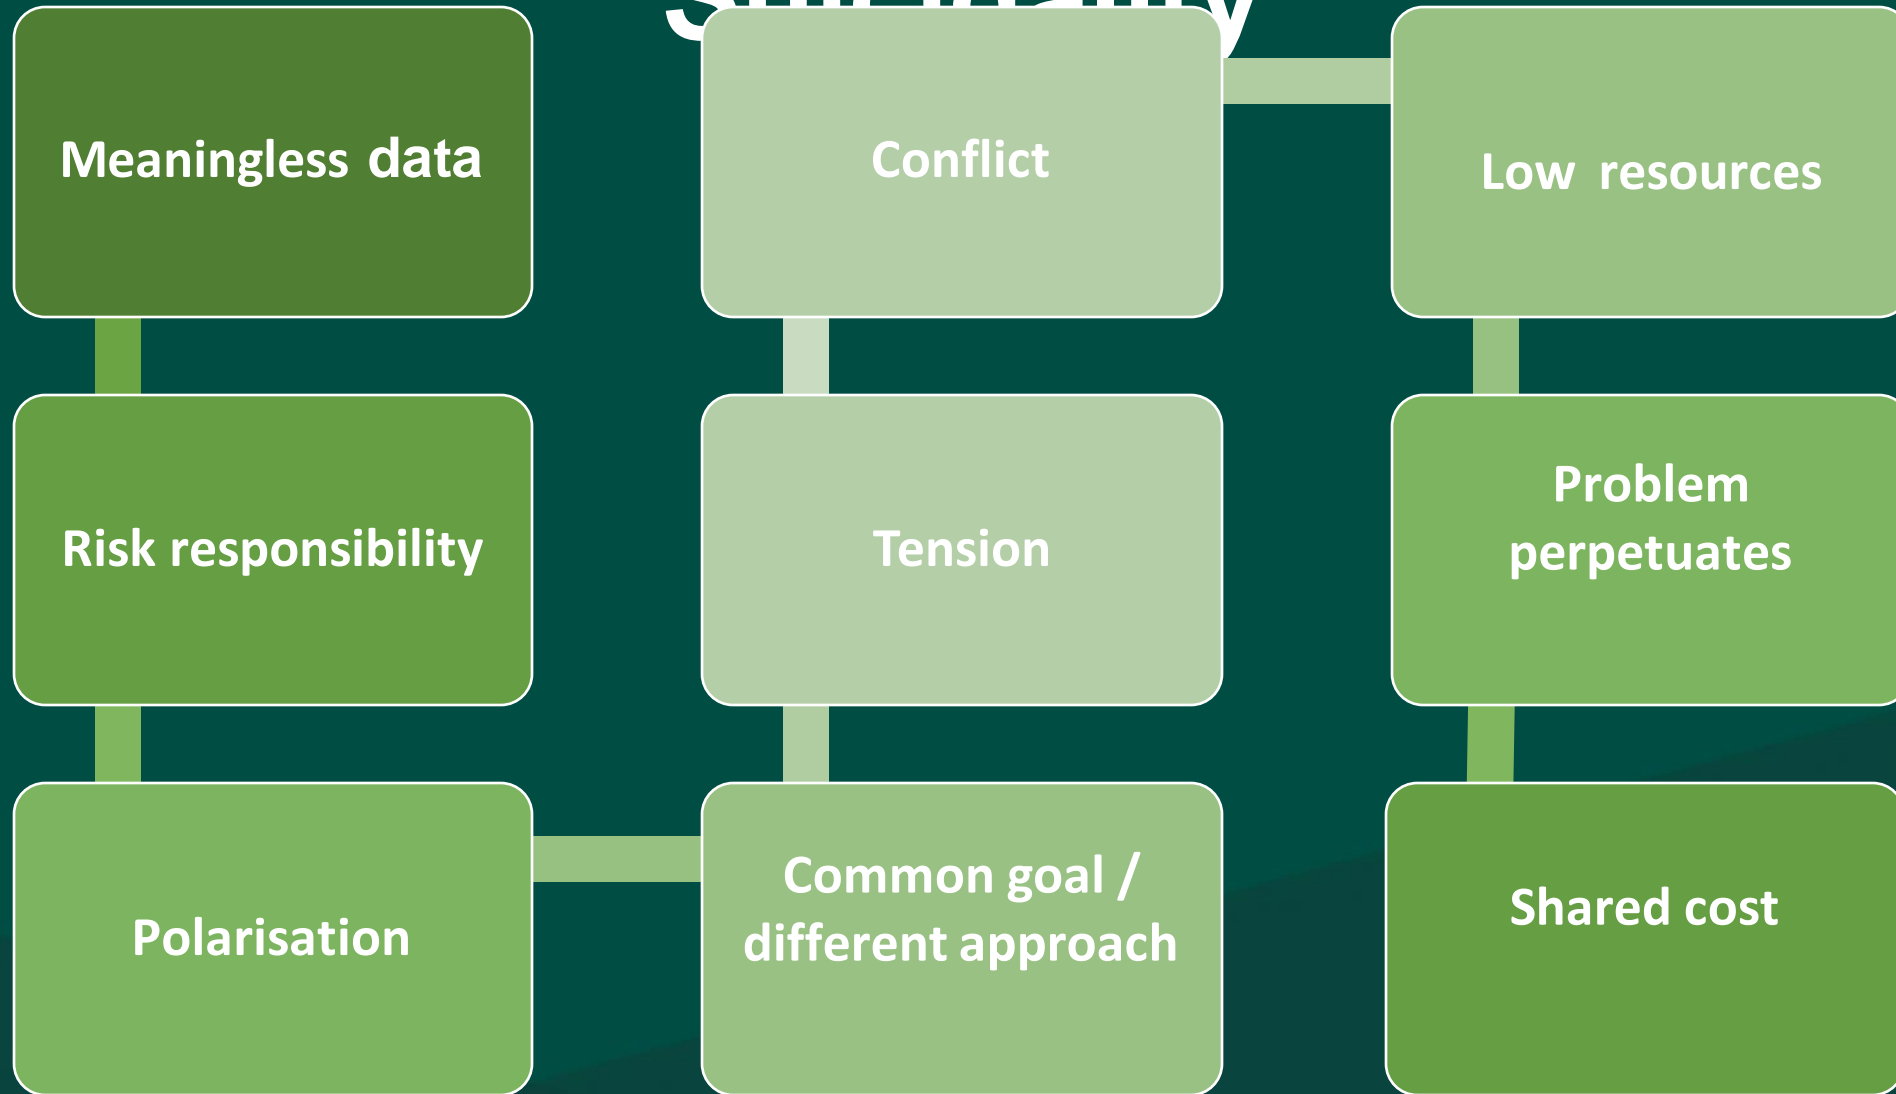 Meaningless data
Risk responsibility
Polarisation
Common goal /
different approach
Tension
Conflict
Low resources
Problem
perpetuates
Shared cost